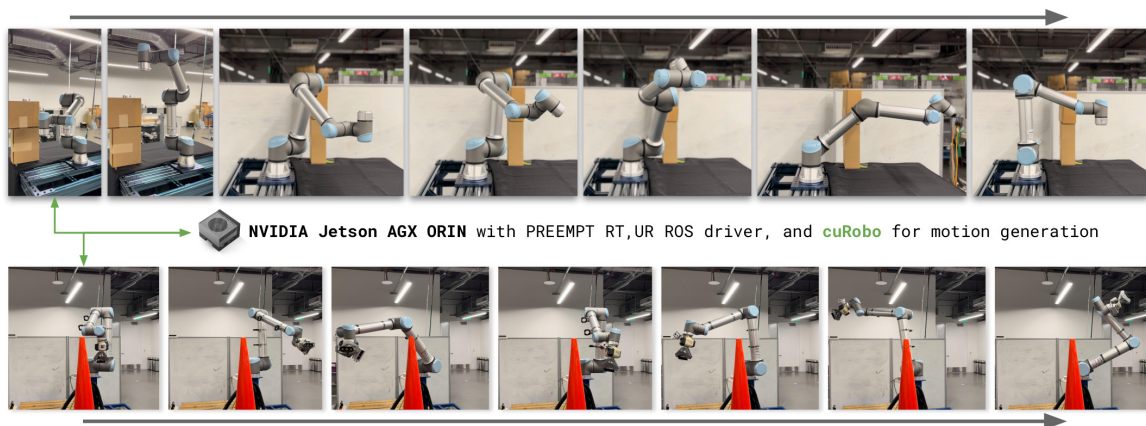 NVIDIA Jetson AGX ORIN with PREEMPT RT,UR ROS driver, and cuRobo for motion generation